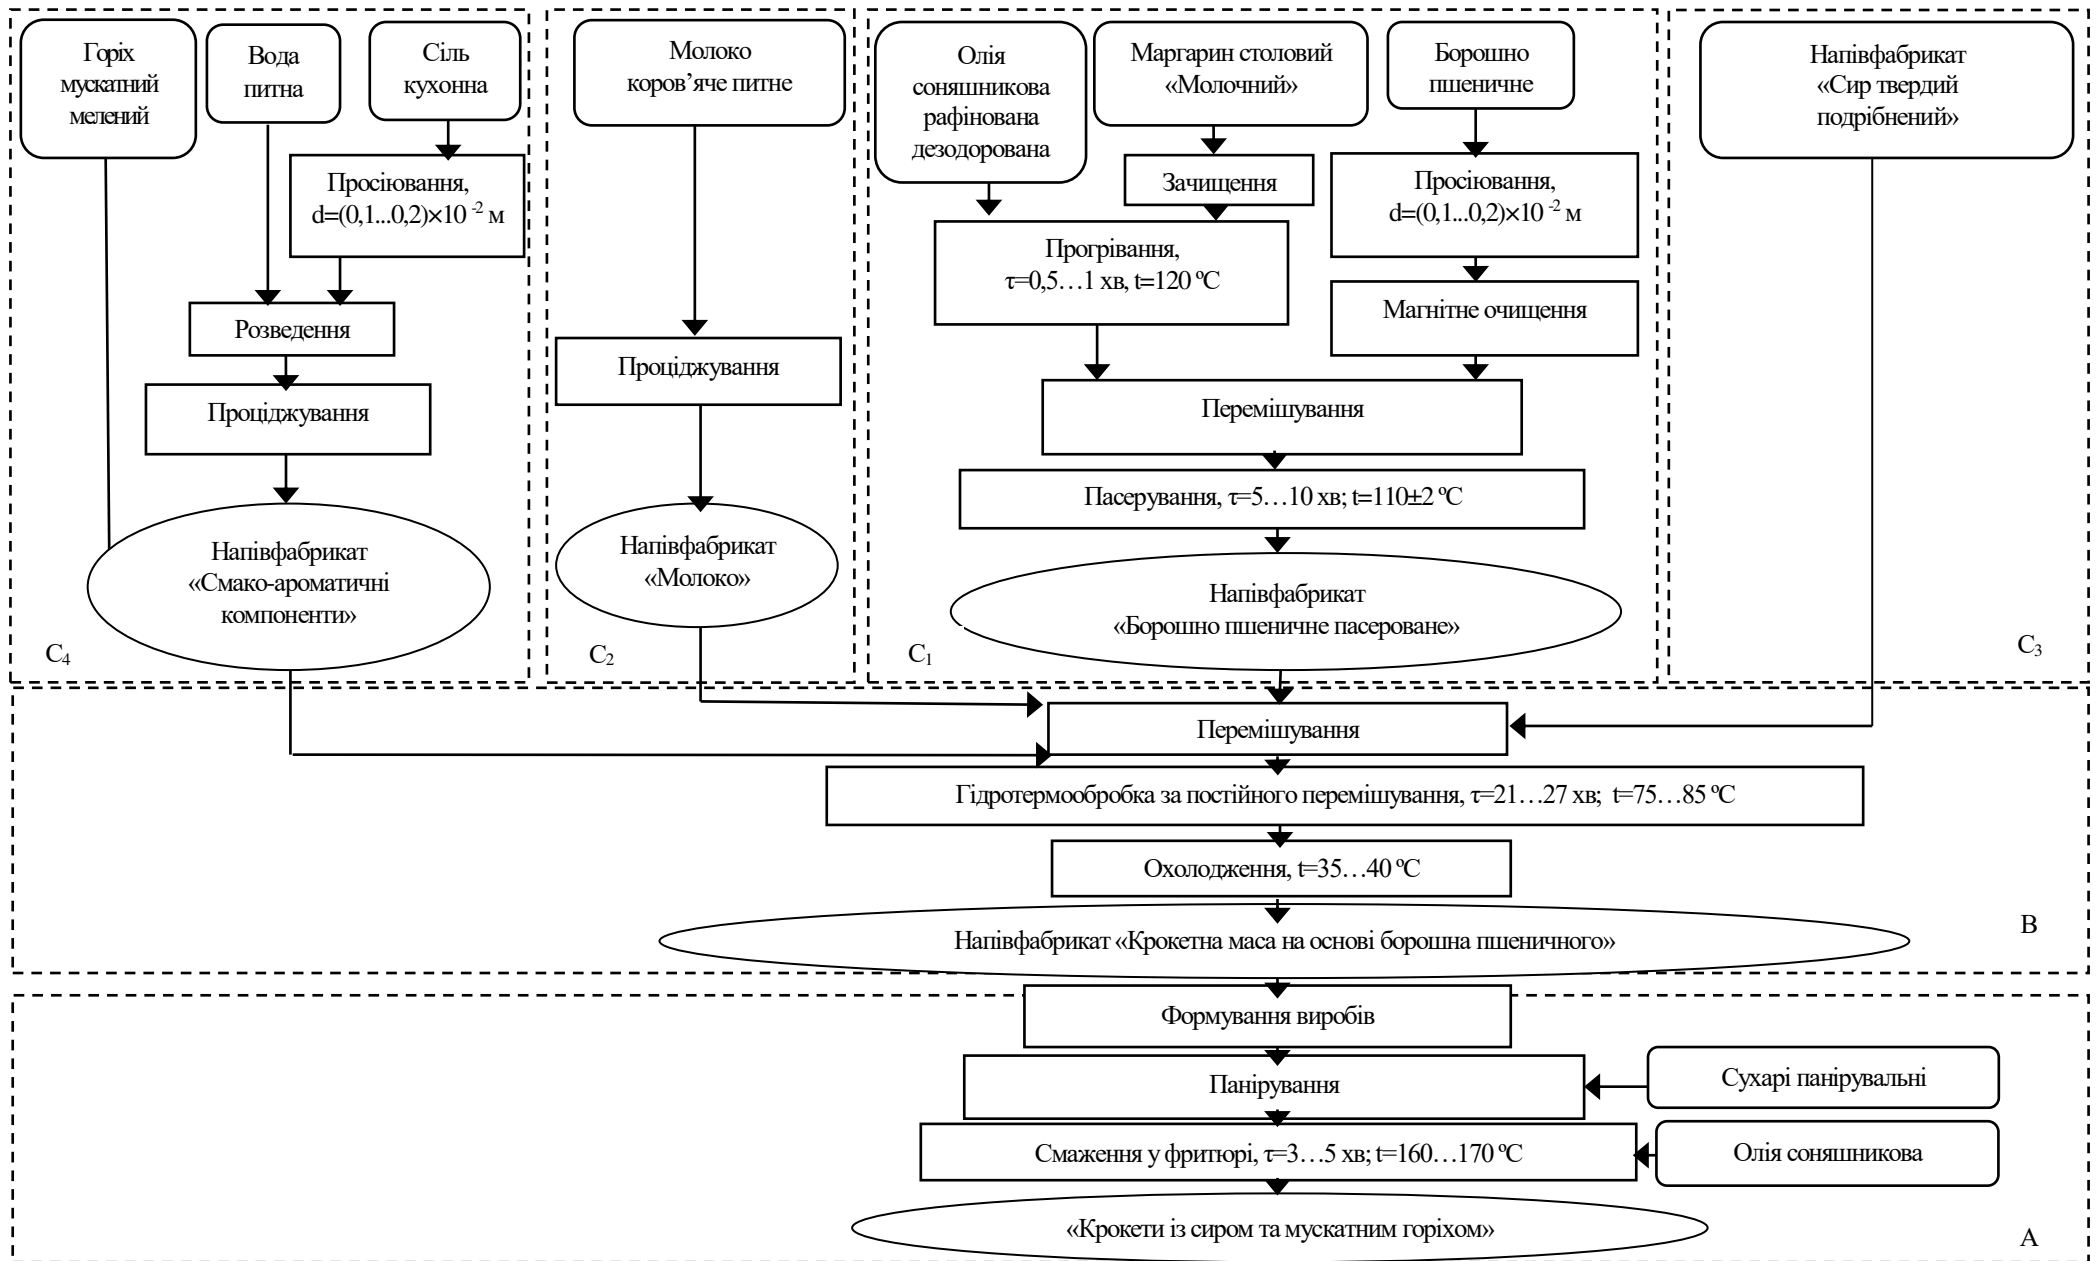 Горіх
мускатний
мелений
Вода
питна
Сіль
кухонна
Просіювання,
d=(0,1...0,2)×10 -2 м
Розведення
Проціджування
Напівфабрикат
«Смако-ароматичні
компоненти»
C4
Молоко
коров’яче питне
Проціджування
Напівфабрикат
«Молоко»
C2
Олія
соняшникова
рафінована
дезодорована
Маргарин столовий
«Молочний»
Борошно
пшеничне
Зачищення
Просіювання,
d=(0,1...0,2)×10 -2 м
Прогрівання,
τ=0,5…1 хв, t=120 ºС
Магнітне очищення
Перемішування
Пасерування, τ=5…10 хв; t=110±2 ºС
Напівфабрикат
«Борошно пшеничне пасероване»
C1
Напівфабрикат
«Сир твердий
подрібнений»
C3
Перемішування
Гідротермообробка за постійного перемішування, τ=21…27 хв; t=75…85 ºС
Охолодження, t=35…40 ºС
Напівфабрикат «Крокетна маса на основі борошна пшеничного»
B
Формування виробів
Панірування
Сухарі панірувальні
Смаження у фритюрі, τ=3…5 хв; t=160…170 ºС
Олія соняшникова
«Крокети із сиром та мускатним горіхом»
A